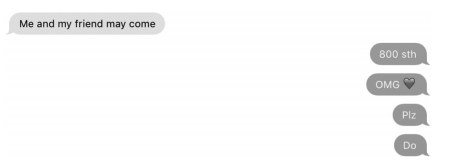 Me and my friend may come
800 sth
OMG 🖤
Plz
Do